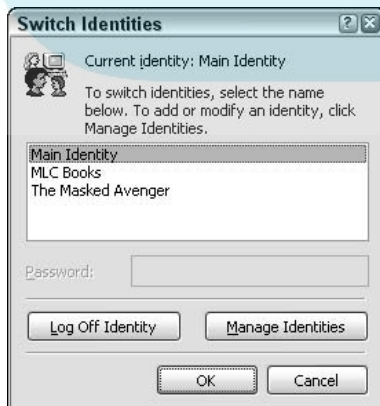 Switch Identities
Current identity: Main Identity
To switch identities, select the name
below. To add or modify an identity, click
Manage Identities.
Main Identity
MLC Books
The Masked Avenger
Password:
Log Off Identity
Manage Identities
OK
Cancel